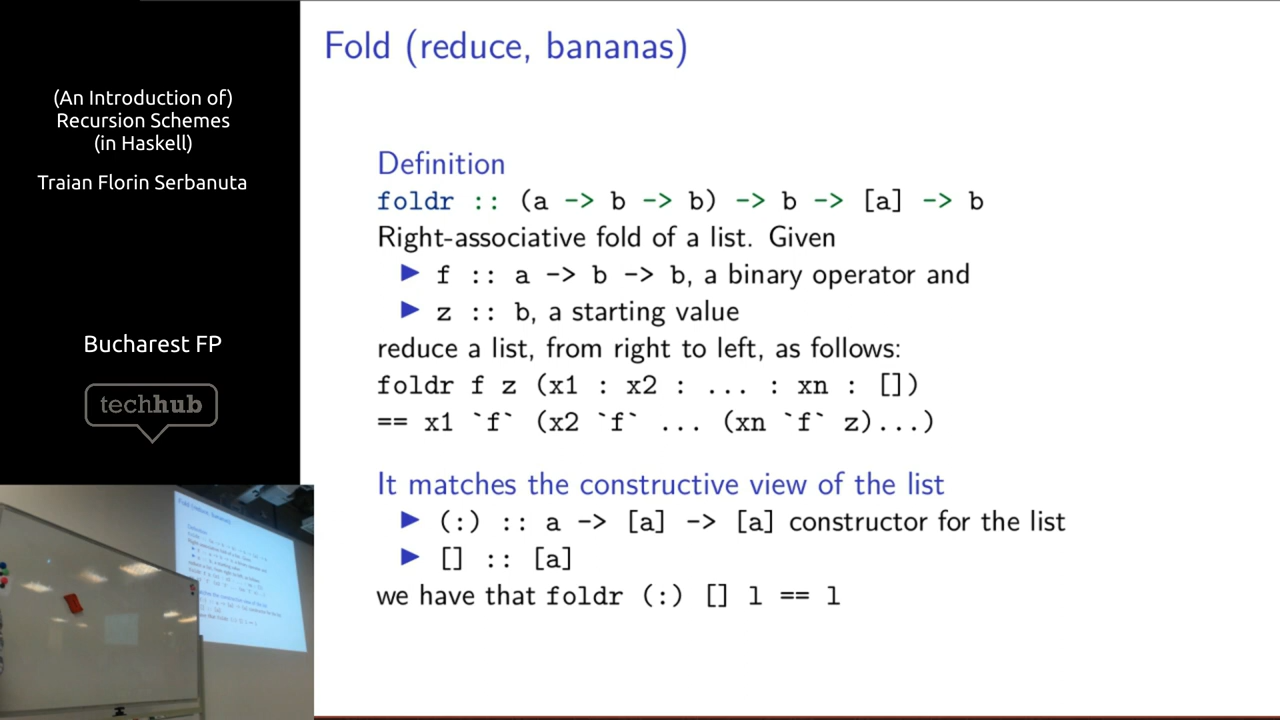 (An Introduction of)
Recursion Schemes
(in Haskell)
Traian Florin Serbanuta
Bucharest FP
techhub
Fold (reduce, bananas)
Definition
foldr :: (a -> b -> b) -> b -> [a] -> b
Right-associative fold of a list. Given
▶ f :: a -> b -> b, a binary operator and
▶ z :: b, a starting value
reduce a list, from right to left, as follows:
foldr f z (x1 : x2 : ... : xn : [])
== x1 `f` (x2 `f` ... (xn `f` z)...)
It matches the constructive view of the list
▶ (:) :: a -> [a] -> [a] constructor for the list
▶ [] :: [a]
we have that foldr (:) [] l == l
Fold (reduce, bananas)